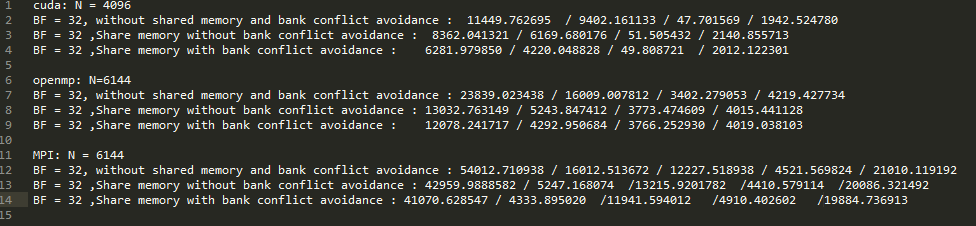 1 cuda: N = 4096
2 BF = 32, without shared memory and bank conflict avoidance :  11449.762695  / 9402.161133 / 47.701569 / 1942.524780
3 BF = 32 ,Share memory without bank conflict avoidance :  8362.041321 / 6169.680176 / 51.505432 / 2140.855713
4 BF = 32 ,Share memory with bank conflict avoidance :    6281.979850 / 4220.048828 / 49.808721  / 2012.122301
5
6 openmp: N=6144
7 BF = 32, without shared memory and bank conflict avoidance : 23839.023438 / 16009.007812 / 3402.279053 / 4219.427734
8 BF = 32 ,Share memory without bank conflict avoidance : 13032.763149 / 5243.847412 / 3773.474609 / 4015.441128
9 BF = 32 ,Share memory with bank conflict avoidance :    12078.241717 / 4292.950684 / 3766.252930 / 4019.038103
10
11 MPI: N = 6144
12 BF = 32, without shared memory and bank conflict avoidance : 54012.710938 / 16012.513672 / 12227.518938 / 4521.569824 / 21010.119192
13 BF = 32 ,Share memory without bank conflict avoidance : 42959.9888582 / 5247.168074  /13215.9201782  /4410.579114  /20086.321492
14 BF = 32 ,Share memory with bank conflict avoidance : 41070.628547 / 4333.895020  /11941.594012   /4910.402602   /19884.736913
15